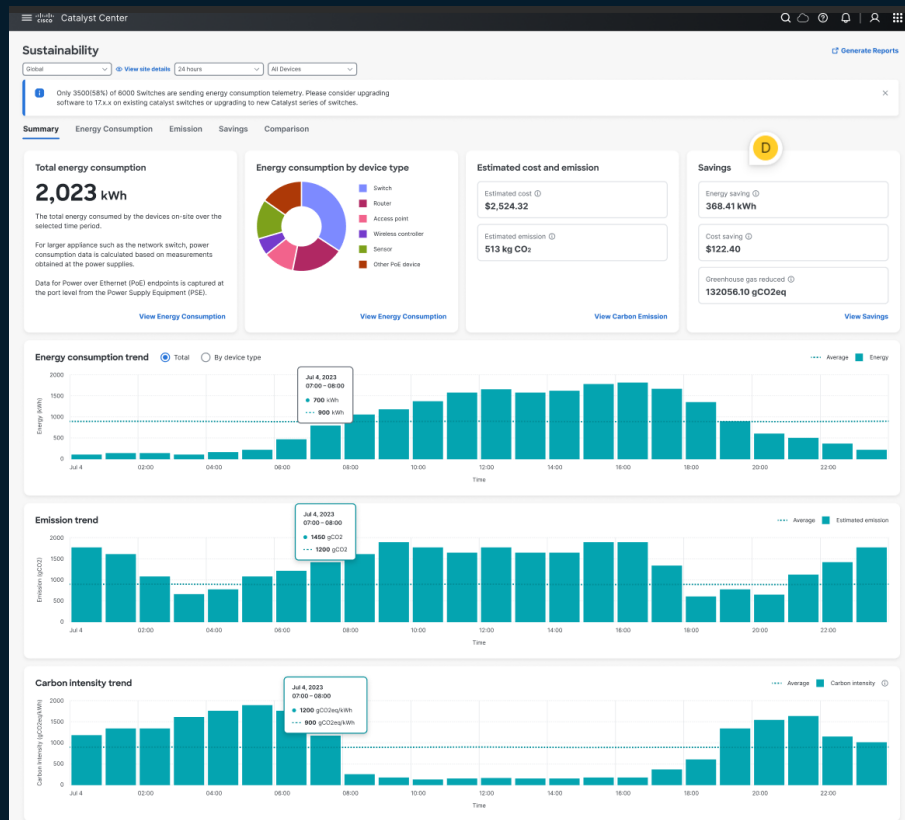 CISCO Catalyst Center
Sustainability
Generate Reports
Global
View site details
24 hours
All Devices
Only 3500(58%) of 6000 Switches are sending energy consumption telemetry. Please consider upgrading
software to 17.x.x on existing catalyst switches or upgrading to new Catalyst series of switches.
Summary Energy Consumption Emission Savings Comparison
D
Total energy consumption
2,023 kWh
The total energy consumed by the devices on-site over the
selected time period.
For larger appliance such as the network switch, power
consumption data is calculated based on measurements
obtained at the power supplies.
Data for Power over Ethernet (PoE) endpoints is captured at
the port level from the Power Supply Equipment (PSE).
View Energy Consumption
Energy consumption by device type
Switch
Router
Access point
Wireless controller
Sensor
Other PoE device
View Energy Consumption
Estimated cost and emission
Estimated cost
$2,524.32
Estimated emission
513 kg CO₂
View Carbon Emission
Savings
Energy saving
368.41 kWh
Cost saving
$122.40
Greenhouse gas reduced
132056.10 gCO2eq
View Savings
Energy consumption trend
Total
By device type
Average
Energy
Jul 4, 2023
07:00 – 08:00
700 kWh
900 kWh
Energy (kWh)
2000
1500
1000
500
0
Jul 4 02:00 04:00 06:00 08:00 10:00 12:00 14:00 16:00 18:00 20:00 22:00
Time
Emission trend
Average
Estimated emission
Jul 4, 2023
07:00 – 08:00
1450 gCO2
1200 gCO2
Emission (gCO2)
2000
1500
1000
500
0
Jul 4 02:00 04:00 06:00 08:00 10:00 12:00 14:00 16:00 18:00 20:00 22:00
Time
Carbon intensity trend
Average
Carbon intensity
Jul 4, 2023
07:00 – 08:00
1200 gCO2eq/kWh
900 gCO2eq/kWh
Carbon Intensity (gCO2eq/kWh)
2000
1500
1000
500
0
Jul 4 02:00 04:00 06:00 08:00 10:00 12:00 14:00 16:00 18:00 20:00 22:00
Time